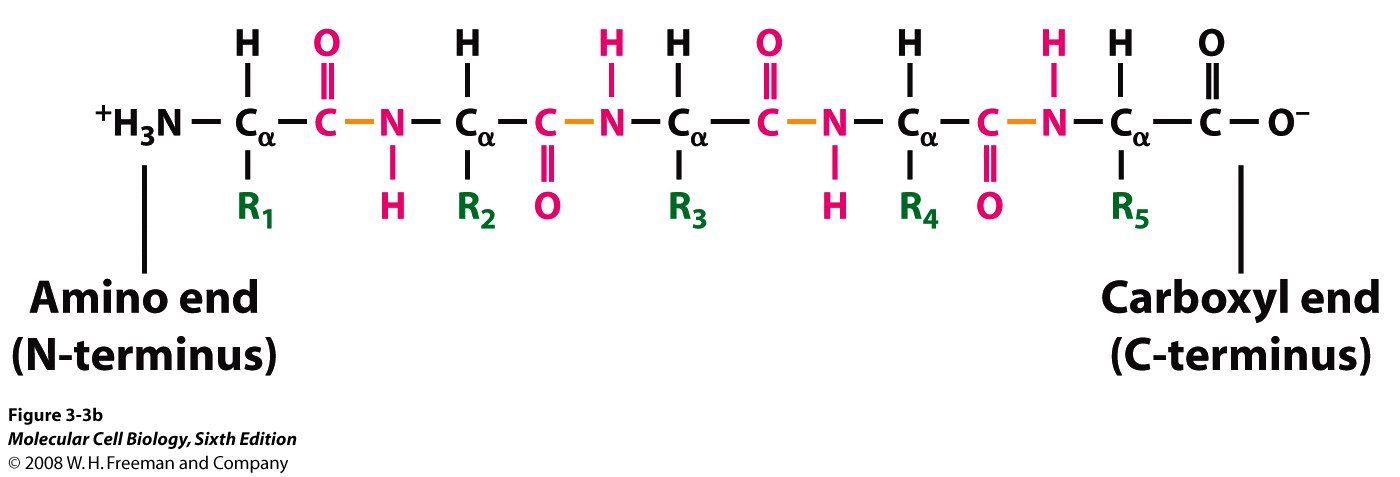 H O H H H O H H H O
⁺H₃N Cα C N Cα C N Cα C N Cα C N Cα C O⁻
R₁ H R₂ O R₃ H R₄ O R₅
Amino end
(N-terminus)
Carboxyl end
(C-terminus)
Figure 3-3b
Molecular Cell Biology, Sixth Edition
© 2008 W. H. Freeman and Company